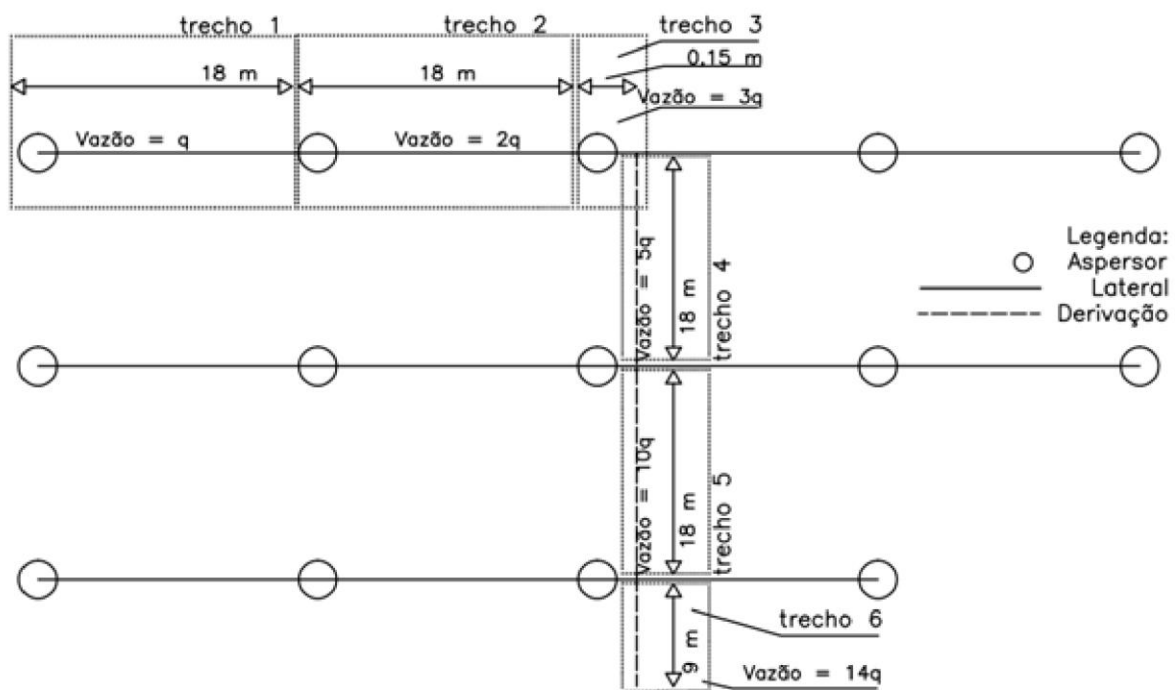 trecho 1
trecho 2
trecho 3
18 m
18 m
0,15 m
Vazão = 3q
Vazão = q
Vazão = 2q
Vazão = 5q
18 m
trecho 4
Legenda:
Aspersor
Lateral
Derivação
Vazão = 10q
18 m
trecho 5
trecho 6
9 m
Vazão = 14q